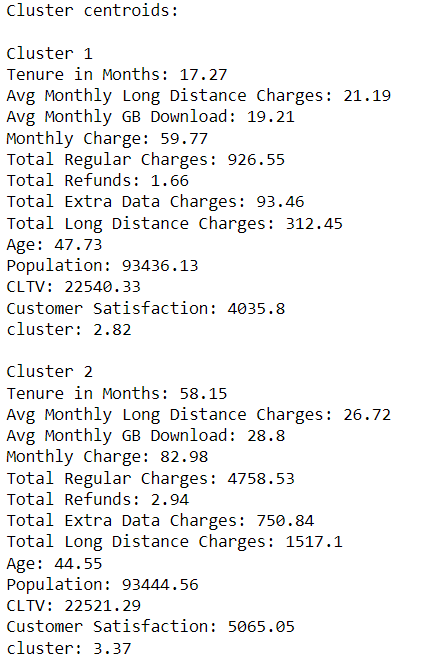 Cluster centroids:

Cluster 1
Tenure in Months: 17.27
Avg Monthly Long Distance Charges: 21.19
Avg Monthly GB Download: 19.21
Monthly Charge: 59.77
Total Regular Charges: 926.55
Total Refunds: 1.66
Total Extra Data Charges: 93.46
Total Long Distance Charges: 312.45
Age: 47.73
Population: 93436.13
CLTV: 22540.33
Customer Satisfaction: 4035.8
cluster: 2.82

Cluster 2
Tenure in Months: 58.15
Avg Monthly Long Distance Charges: 26.72
Avg Monthly GB Download: 28.8
Monthly Charge: 82.98
Total Regular Charges: 4758.53
Total Refunds: 2.94
Total Extra Data Charges: 750.84
Total Long Distance Charges: 1517.1
Age: 44.55
Population: 93444.56
CLTV: 22521.29
Customer Satisfaction: 5065.05
cluster: 3.37